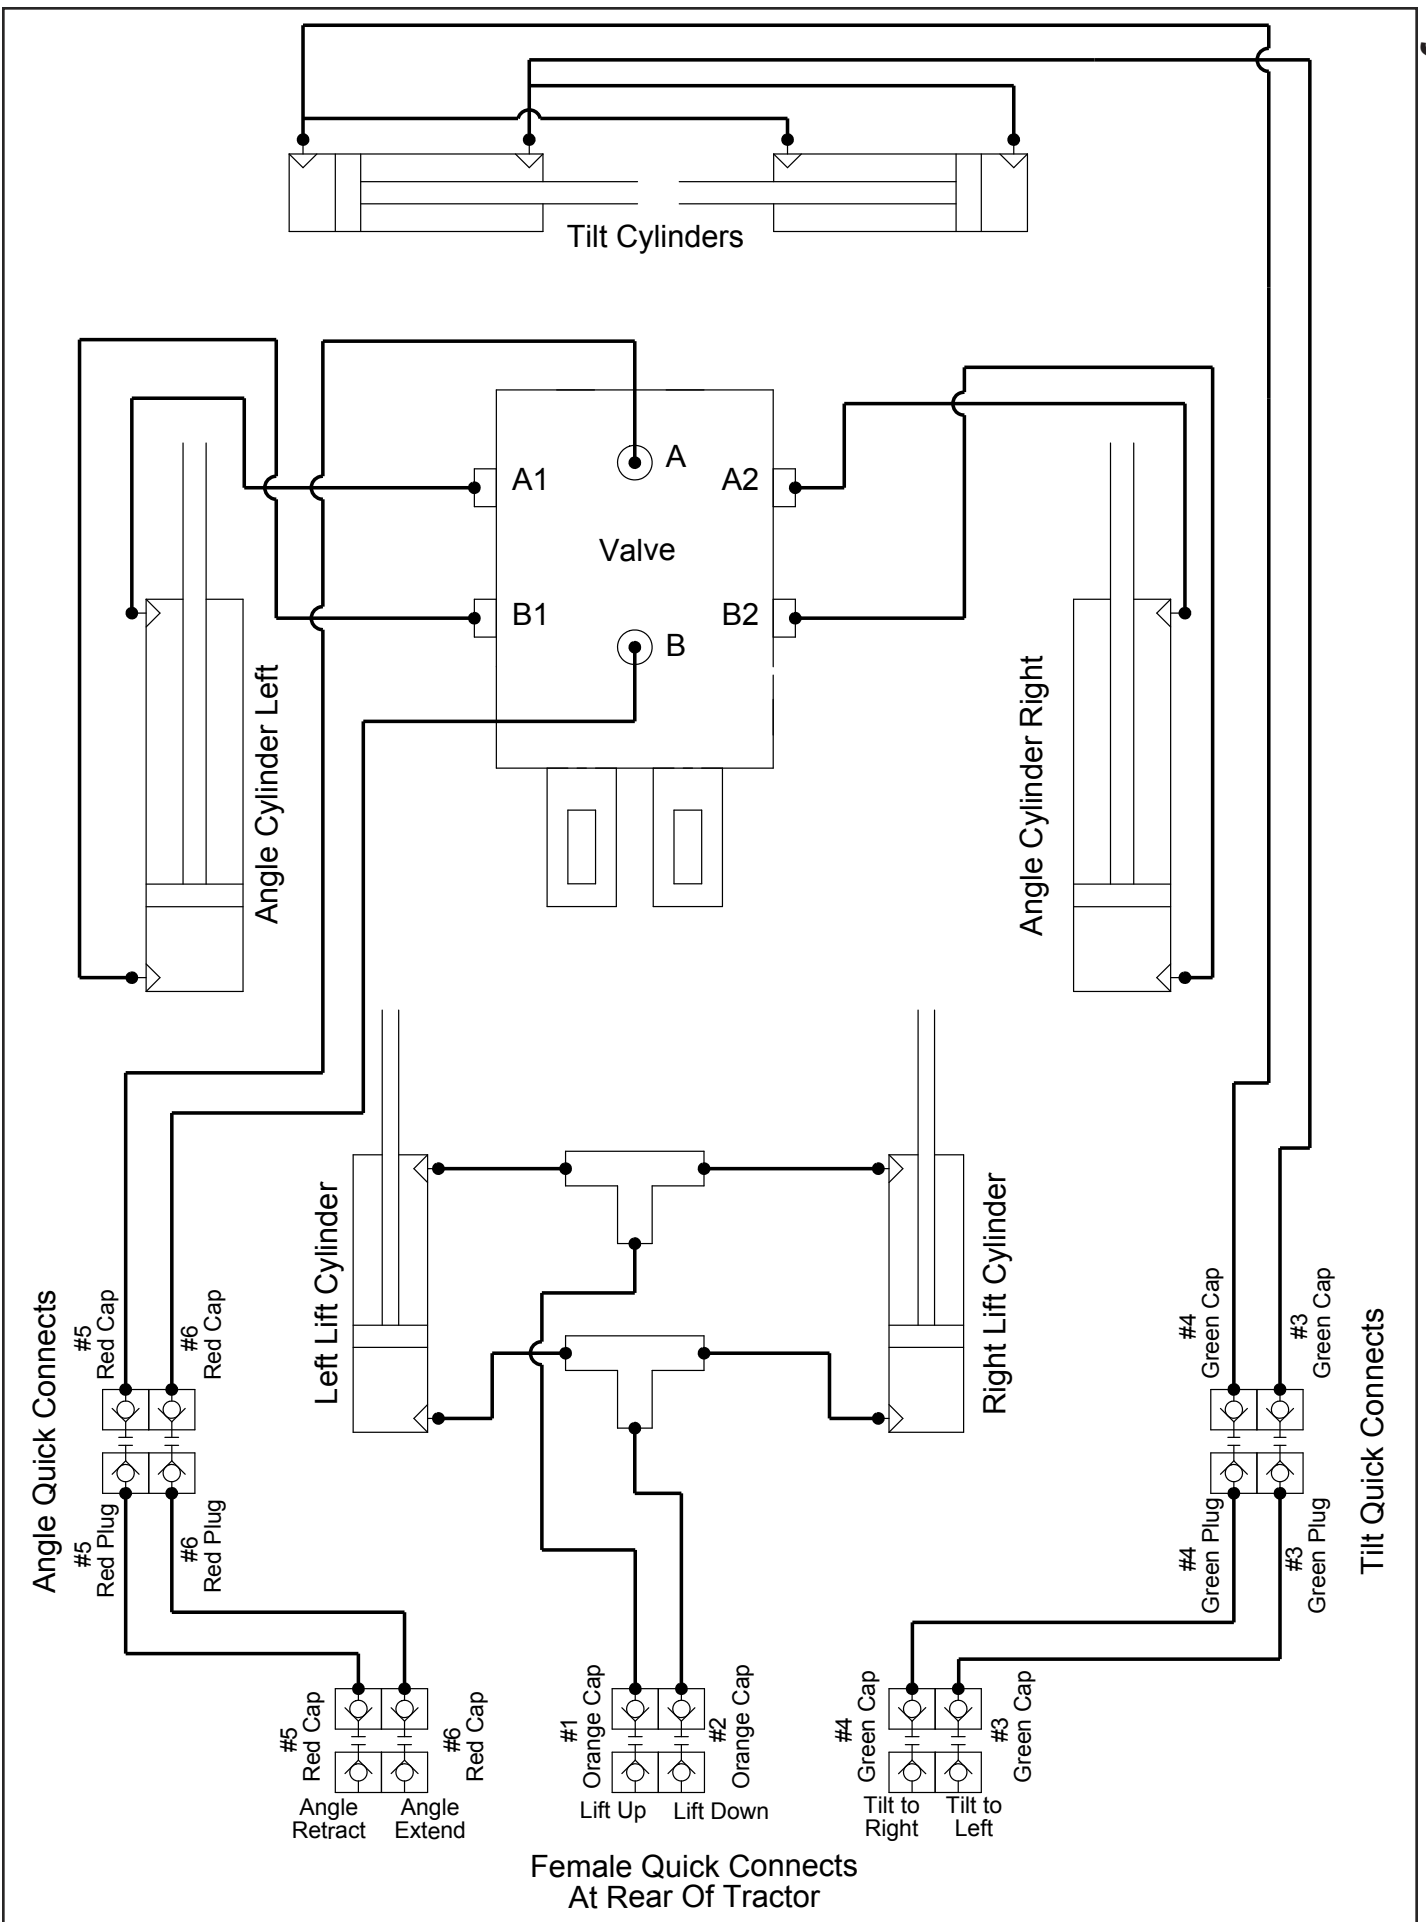 Tilt Cylinders
A
A1
A2
Valve
B1
B2
B
Angle Cylinder Left
Angle Cylinder Right
Left Lift Cylinder
Right Lift Cylinder
Angle Quick Connects
#5
Red Cap
#6
Red Cap
#5
Red Plug
#6
Red Plug
#4
Green Cap
#3
Green Cap
#4
Green Plug
#3
Green Plug
Tilt Quick Connects
#5
Red Cap
#6
Red Cap
#1
Orange Cap
#2
Orange Cap
#4
Green Cap
#3
Green Cap
Angle
Retract
Angle
Extend
Lift Up
Lift Down
Tilt to
Right
Tilt to
Left
Female Quick Connects
At Rear Of Tractor